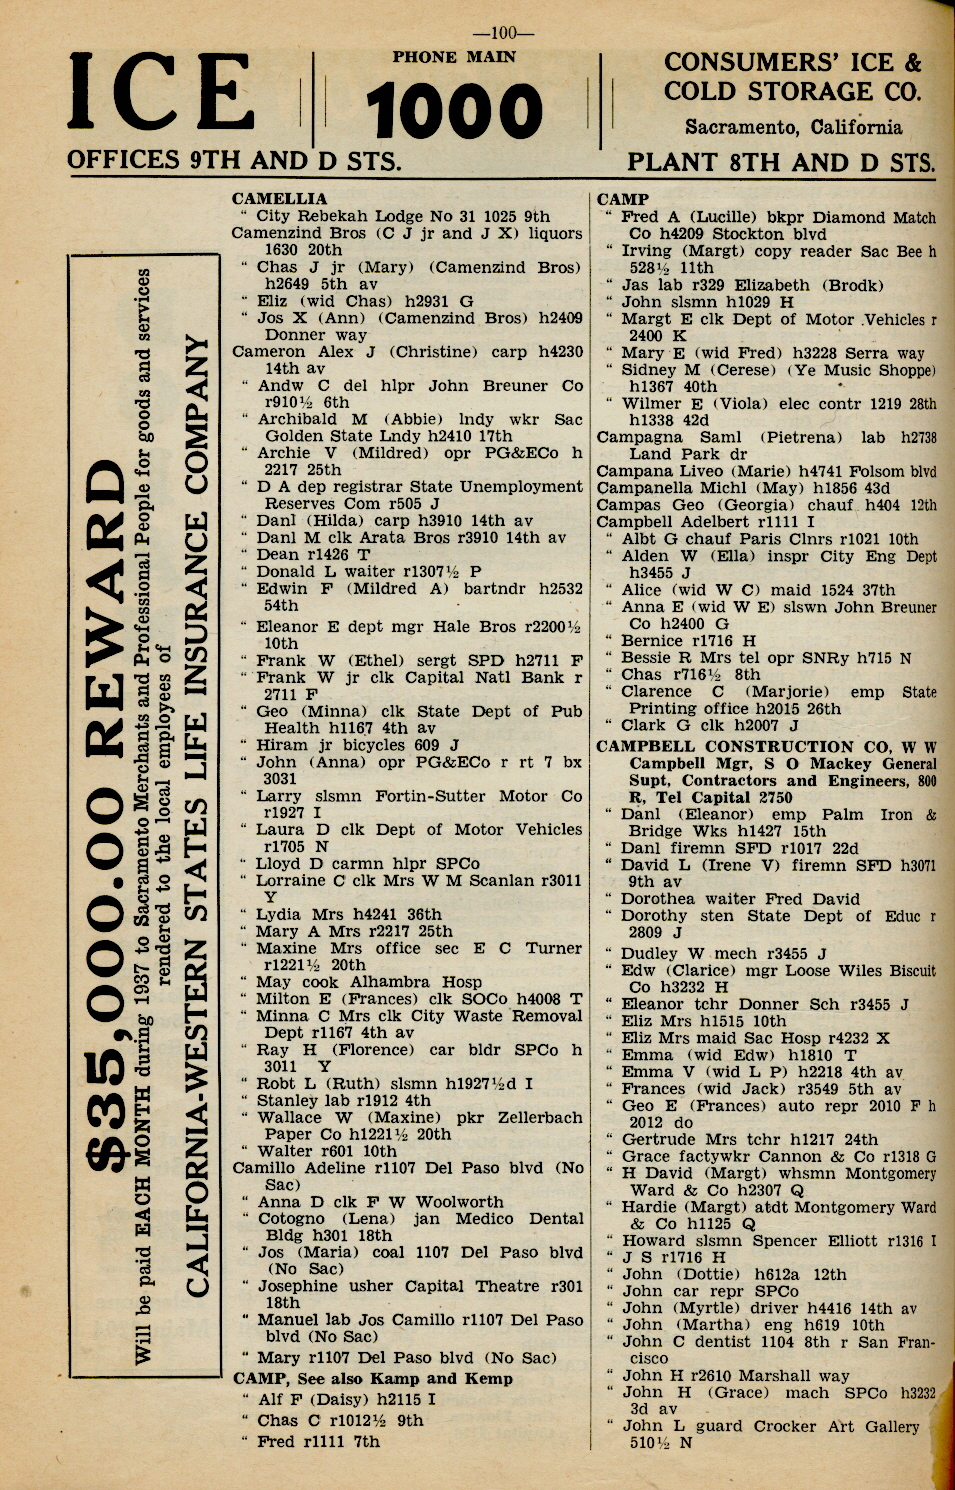 —100—
ICE
OFFICES 9TH AND D STS.
PHONE MAIN
1000
CONSUMERS' ICE &
COLD STORAGE CO.
Sacramento, California
PLANT 8TH AND D STS.
$35,000.00 REWARD
Will be paid EACH MONTH during 1937 to Sacramento Merchants and Professional People for goods and services
rendered to the local employees of
CALIFORNIA-WESTERN STATES LIFE INSURANCE COMPANY
CAMELLIA
" City Rebekah Lodge No 31 1025 9th
Camenzind Bros (C J jr and J X) liquors
1630 20th
" Chas J jr (Mary) (Camenzind Bros)
h2649 5th av
" Eliz (wid Chas) h2931 G
" Jos X (Ann) (Camenzind Bros) h2409
Donner way
Cameron Alex J (Christine) carp h4230
14th av
" Andw C del hlpr John Breuner Co
r910½ 6th
" Archibald M (Abbie) lndy wkr Sac
Golden State Lndy h2410 17th
" Archie V (Mildred) opr PG&ECo h
2217 25th
" D A dep registrar State Unemployment
Reserves Com r505 J
" Danl (Hilda) carp h3910 14th av
" Danl M clk Arata Bros r3910 14th av
" Dean r1426 T
" Donald L waiter r1307½ P
" Edwin F (Mildred A) bartndr h2532
54th
" Eleanor E dept mgr Hale Bros r2200½
10th
" Frank W (Ethel) sergt SPD h2711 F
" Frank W jr clk Capital Natl Bank r
2711 F
" Geo (Minna) clk State Dept of Pub
Health h1167 4th av
" Hiram jr bicycles 609 J
" John (Anna) opr PG&ECo r rt 7 bx
3031
" Larry slsmn Fortin-Sutter Motor Co
r1927 I
" Laura D clk Dept of Motor Vehicles
r1705 N
" Lloyd D carmn hlpr SPCo
" Lorraine C clk Mrs W M Scanlan r3011
Y
" Lydia Mrs h4241 36th
" Mary A Mrs r2217 25th
" Maxine Mrs office sec E C Turner
r1221½ 20th
" May cook Alhambra Hosp
" Milton E (Frances) clk SOCo h4008 T
" Minna C Mrs clk City Waste Removal
Dept r1167 4th av
" Ray H (Florence) car bldr SPCo h
3011 Y
" Robt L (Ruth) slsmn h1927½d I
" Stanley lab r1912 4th
" Wallace W (Maxine) pkr Zellerbach
Paper Co h1221½ 20th
" Walter r601 10th
Camillo Adeline r1107 Del Paso blvd (No
Sac)
" Anna D clk F W Woolworth
" Cotogno (Lena) jan Medico Dental
Bldg h301 18th
" Jos (Maria) coal 1107 Del Paso blvd
(No Sac)
" Josephine usher Capital Theatre r301
18th
" Manuel lab Jos Camillo r1107 Del Paso
blvd (No Sac)
" Mary r1107 Del Paso blvd (No Sac)
CAMP, See also Kamp and Kemp
" Alf F (Daisy) h2115 I
" Chas C r1012½ 9th
" Fred r1111 7th
CAMP
" Fred A (Lucille) bkpr Diamond Match
Co h4209 Stockton blvd
" Irving (Margt) copy reader Sac Bee h
528½ 11th
" Jas lab r329 Elizabeth (Brodk)
" John slsmn h1029 H
" Margt E clk Dept of Motor Vehicles r
2400 K
" Mary E (wid Fred) h3228 Serra way
" Sidney M (Cerese) (Ye Music Shoppe)
h1367 40th
" Wilmer E (Viola) elec contr 1219 28th
h1338 42d
Campagna Saml (Pietrena) lab h2738
Land Park dr
Campana Liveo (Marie) h4741 Folsom blvd
Campanella Michl (May) h1856 43d
Campas Geo (Georgia) chauf h404 12th
Campbell Adelbert r1111 I
" Albt G chauf Paris Clnrs r1021 10th
" Alden W (Ella) inspr City Eng Dept
h3455 J
" Alice (wid W C) maid 1524 37th
" Anna E (wid W E) slswn John Breuner
Co h2400 G
" Bernice r1716 H
" Bessie R Mrs tel opr SNRy h715 N
" Chas r716½ 8th
" Clarence C (Marjorie) emp State
Printing office h2015 26th
" Clark G clk h2007 J
CAMPBELL CONSTRUCTION CO, W W
Campbell Mgr, S O Mackey General
Supt, Contractors and Engineers, 800
R, Tel Capital 2750
" Danl (Eleanor) emp Palm Iron &
Bridge Wks h1427 15th
" Danl firemn SFD r1017 22d
" David L (Irene V) firemn SFD h3071
9th av
" Dorothea waiter Fred David
" Dorothy sten State Dept of Educ r
2809 J
" Dudley W mech r3455 J
" Edw (Clarice) mgr Loose Wiles Biscuit
Co h3232 H
" Eleanor tchr Donner Sch r3455 J
" Eliz Mrs h1515 10th
" Eliz Mrs maid Sac Hosp r4232 X
" Emma (wid Edw) h1810 T
" Emma V (wid L P) h2218 4th av
" Frances (wid Jack) r3549 5th av
" Geo E (Frances) auto repr 2010 F h
2012 do
" Gertrude Mrs tchr h1217 24th
" Grace factywkr Cannon & Co r1318 G
" H David (Margt) whsmn Montgomery
Ward & Co h2307 Q
" Hardie (Margt) atdt Montgomery Ward
& Co h1125 Q
" Howard slsmn Spencer Elliott r1316 I
" J S r1716 H
" John (Dottie) h612a 12th
" John car repr SPCo
" John (Myrtle) driver h4416 14th av
" John (Martha) eng h619 10th
" John C dentist 1104 8th r San Fran-
cisco
" John H r2610 Marshall way
" John H (Grace) mach SPCo h3232
3d av
" John L guard Crocker Art Gallery
510½ N